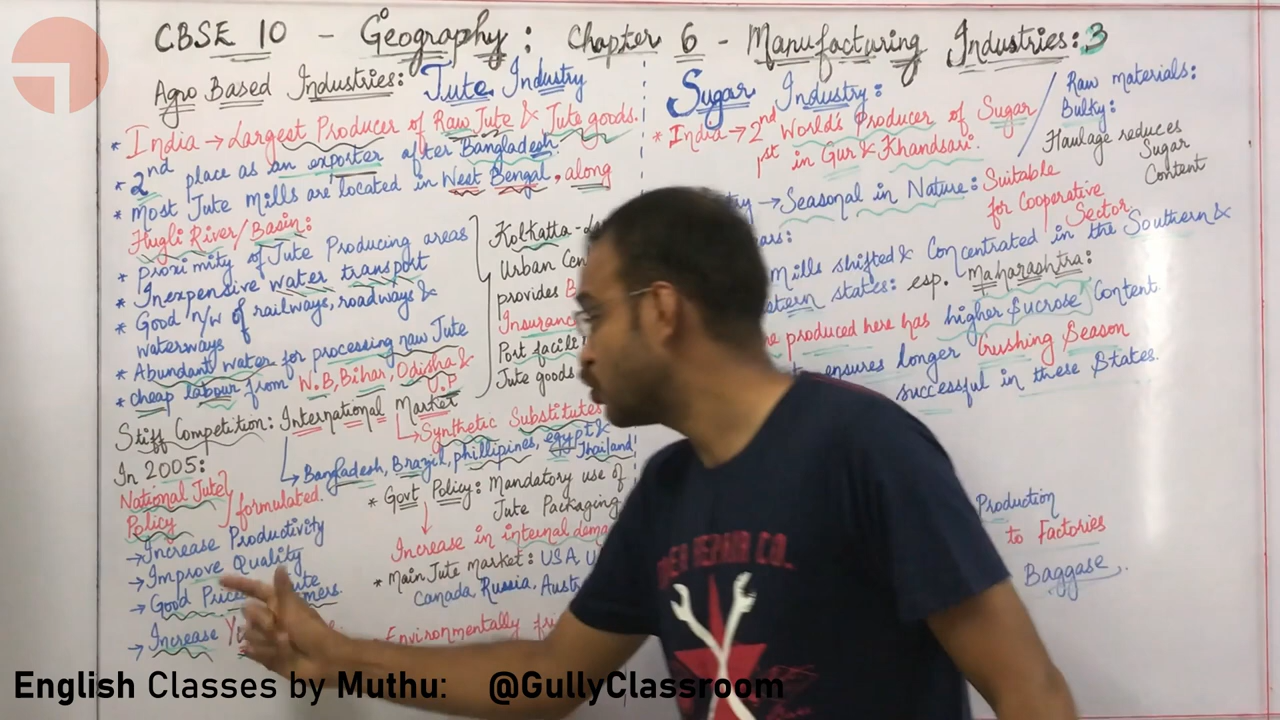 CBSE 10 - Geography: Chapter 6 - Manufacturing Industries: 3
Agro Based Industries: Jute Industry
* India → Largest Producer of Raw Jute & Jute goods.
* 2nd place as an exporter after Bangladesh.
* Most Jute Mills are located in West Bengal, along
Hugli River/Basin:
* Proximity of Jute Producing areas
* Inexpensive water transport
* Good n/w of railways, roadways &
waterways
* Abundant water for processing raw Jute
* cheap labour from W.B, Bihar, Odisha &
U.P
Kolkatta -
Urban Cen
provides
Insuranc
Port facili
Jute goods
Stiff Competition: International Market
Synthetic Substitutes
Bangladesh, Brazil, phillipines, egypt &
Thailand
In 2005:
National Jute
Policy
formulated.
→ Increase Productivity
→ Improve Quality
→ Good Price
→ Increase
* Govt Policy: Mandatory use of
Jute Packaging
Increase in internal dema
* Main Jute market: USA, U
Canada, Russia, Austr
Environmentally fri
Sugar Industry:
* India → 2nd World's Producer of Sugar
1st in Gur & Khandsari.
Raw materials:
Bulky:
Haulage reduces
Sugar
Content
try → Seasonal in Nature: Suitable
for Cooperative
Sector.
ars:
Mills shifted & Concentrated in the Southern &
stern states: esp. Maharashtra:
e produced here has higher Sucrose Content.
ensures longer Crushing Season
successful in these States.
Production
to Factories
Baggase.
English Classes by Muthu: @GullyClassroom